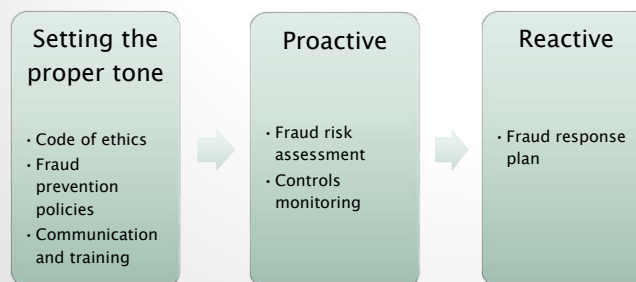 Setting the
proper tone
• Code of ethics
• Fraud
prevention
policies
• Communication
and training
Proactive
• Fraud risk
assessment
• Controls
monitoring
Reactive
• Fraud response
plan